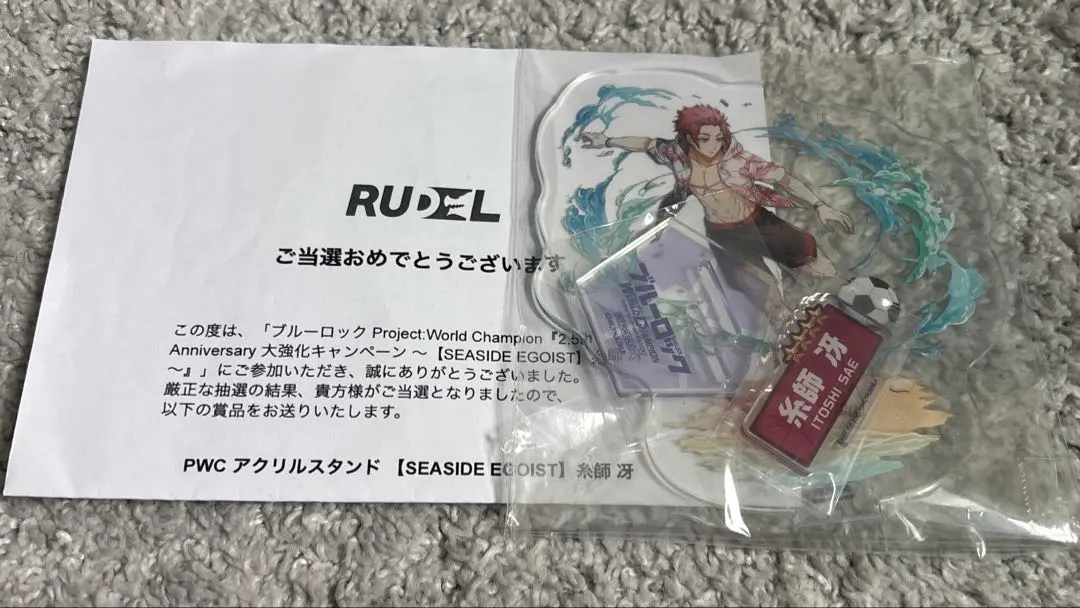 RUDEL
ご当選おめでとうございます
この度は、「ブルーロック Project:World Champion『2.5th
Anniversary 大強化キャンペーン ～【SEASIDE EGOIST】
～』」にご参加いただき、誠にありがとうございました。
厳正な抽選の結果、貴方様がご当選となりましたので、
以下の賞品をお送りいたします。
PWC アクリルスタンド 【SEASIDE EGOIST】糸師 冴
ブルーロック
WORLD CHAMPION
糸師 冴
ITOSHI SAE